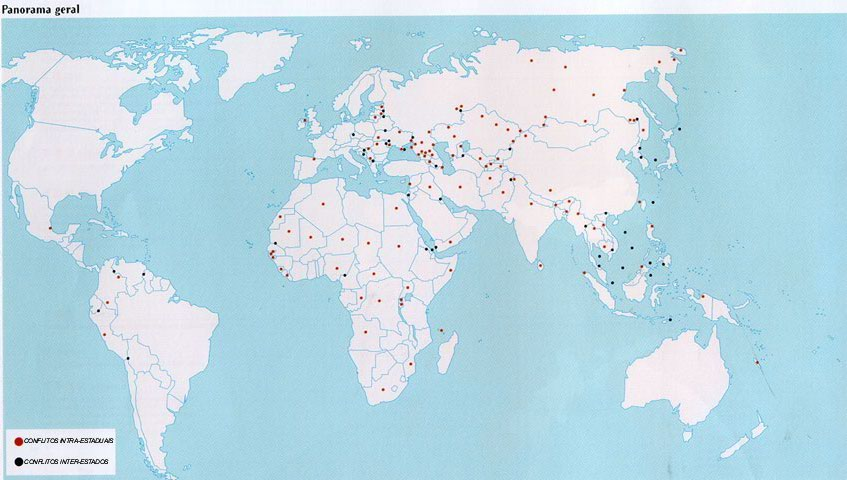 Panorama geral
CONFLITOS INTRA-ESTADUAIS
CONFLITOS INTER-ESTADOS